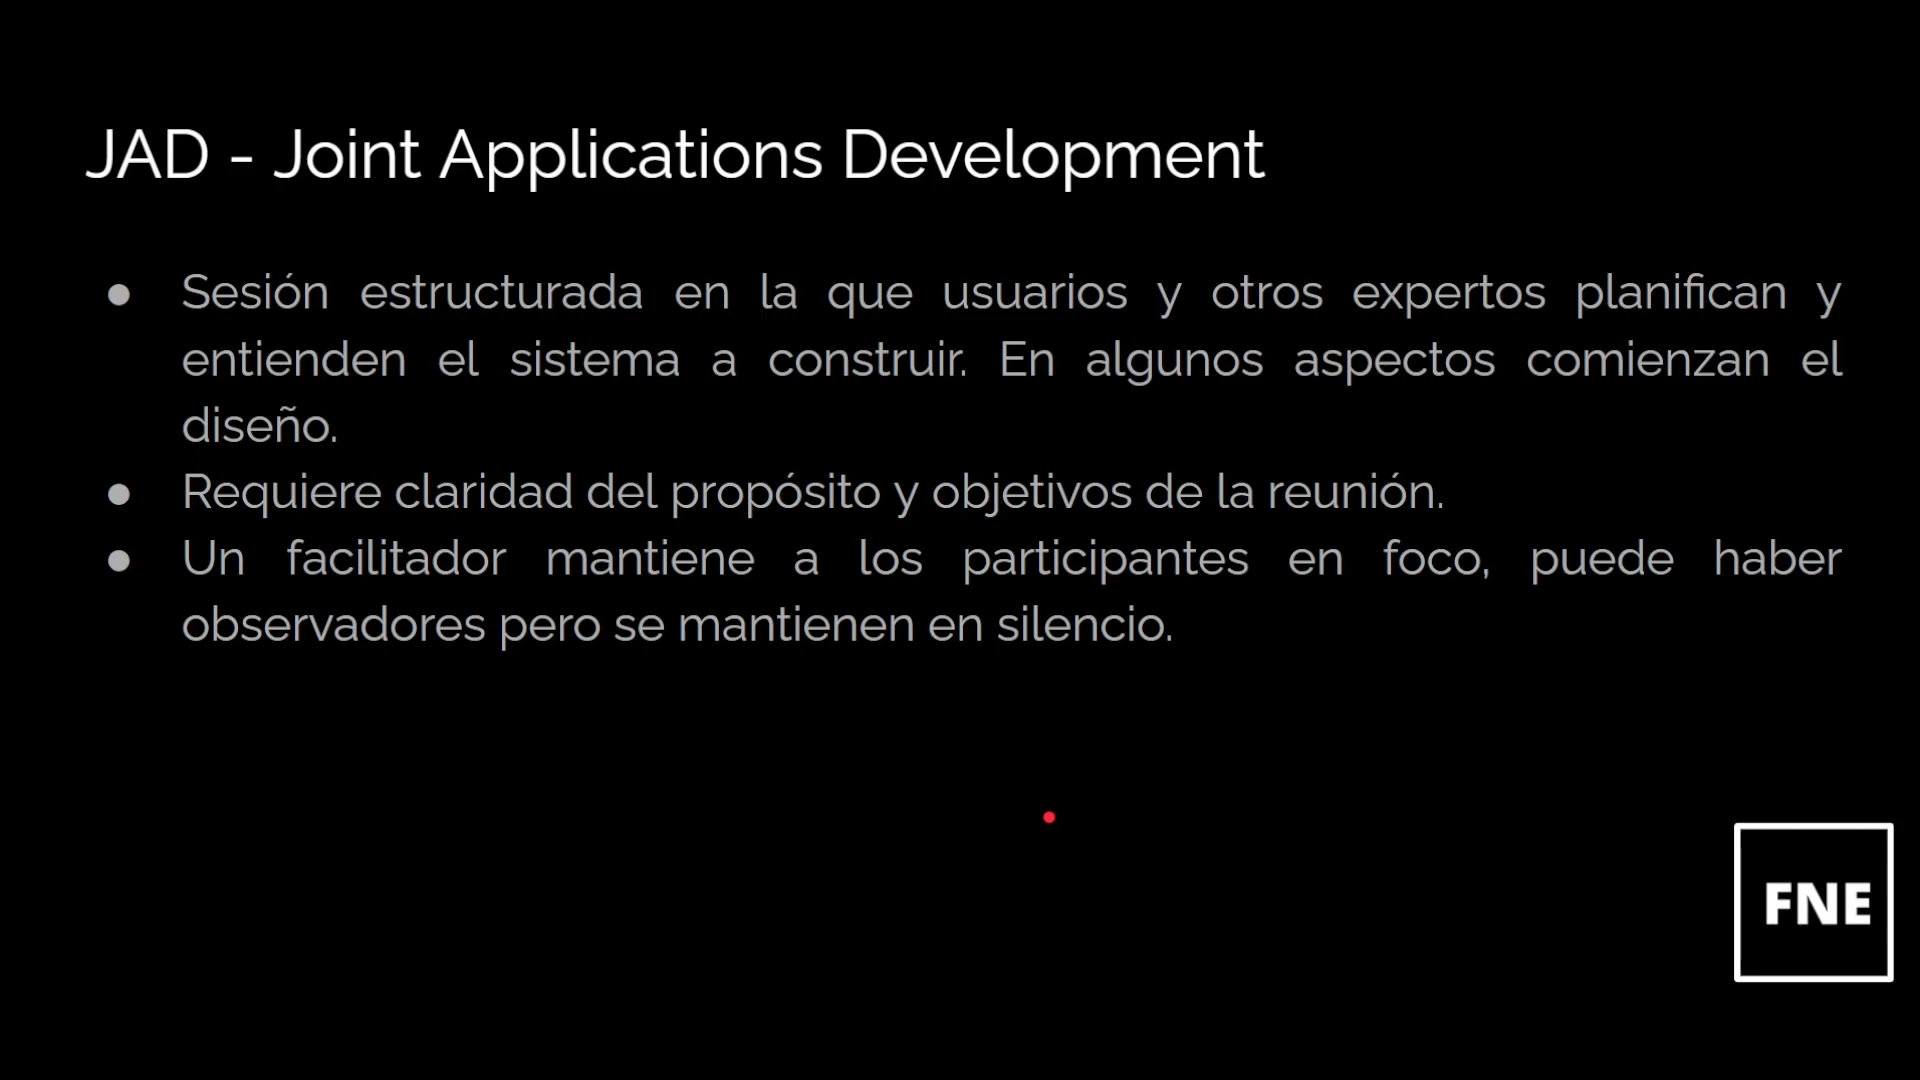 JAD - Joint Applications Development
● Sesión estructurada en la que usuarios y otros expertos planifican y
entienden el sistema a construir. En algunos aspectos comienzan el
diseño.
● Requiere claridad del propósito y objetivos de la reunión.
● Un facilitador mantiene a los participantes en foco, puede haber
observadores pero se mantienen en silencio.
FNE